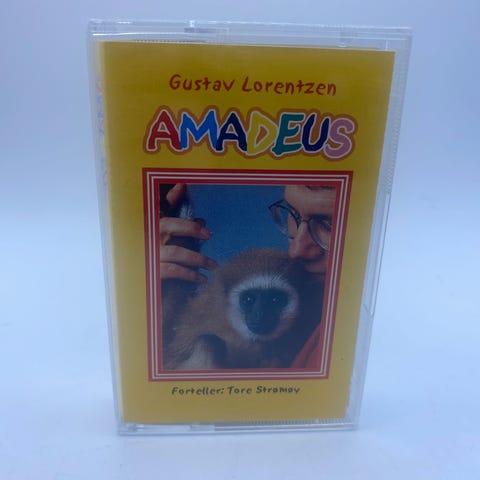 Gustav Lorentzen
AMADEUS
Forteller: Tore Strømøy